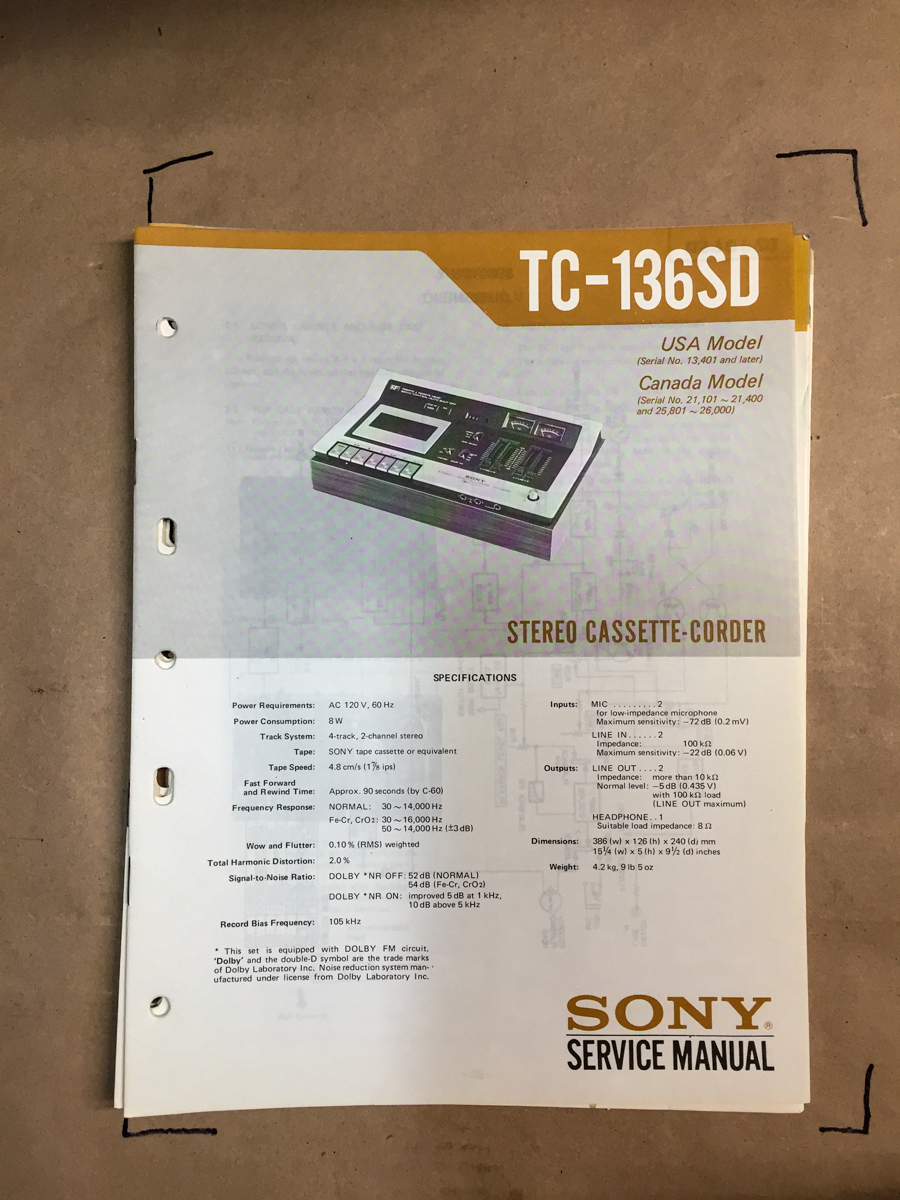 TC-136SD
USA Model
(Serial No. 13,401 and later)
Canada Model
(Serial No. 21,101 ~ 21,400
and 25,801 ~ 26,000)
SONY
STEREO CASSETTE-CORDER
SPECIFICATIONS
Power Requirements: AC 120 V, 60 Hz
Power Consumption: 8 W
Track System: 4-track, 2-channel stereo
Tape: SONY tape cassette or equivalent
Tape Speed: 4.8 cm/s (1⅞ ips)
Fast Forward
and Rewind Time: Approx. 90 seconds (by C-60)
Frequency Response: NORMAL: 30 ~ 14,000 Hz
Fe-Cr, CrO₂: 30 ~ 16,000 Hz
50 ~ 14,000 Hz (±3 dB)
Wow and Flutter: 0.10 % (RMS) weighted
Total Harmonic Distortion: 2.0 %
Signal-to-Noise Ratio: DOLBY *NR OFF: 52 dB (NORMAL)
54 dB (Fe-Cr, CrO₂)
DOLBY *NR ON: improved 5 dB at 1 kHz,
10 dB above 5 kHz
Record Bias Frequency: 105 kHz
* This set is equipped with DOLBY FM circuit.
'Dolby' and the double-D symbol are the trade marks
of Dolby Laboratory Inc. Noise reduction system man-
ufactured under license from Dolby Laboratory Inc.
Inputs: MIC ......... 2
for low-impedance microphone
Maximum sensitivity: −72 dB (0.2 mV)
LINE IN ...... 2
Impedance: 100 kΩ
Maximum sensitivity: −22 dB (0.06 V)
Outputs: LINE OUT .... 2
Impedance: more than 10 kΩ
Normal level: −5 dB (0.435 V)
with 100 kΩ load
(LINE OUT maximum)
HEADPHONE .. 1
Suitable load impedance: 8 Ω
Dimensions: 386 (w) x 126 (h) x 240 (d) mm
15¼ (w) x 5 (h) x 9½ (d) inches
Weight: 4.2 kg, 9 lb 5 oz
SONY®
SERVICE MANUAL